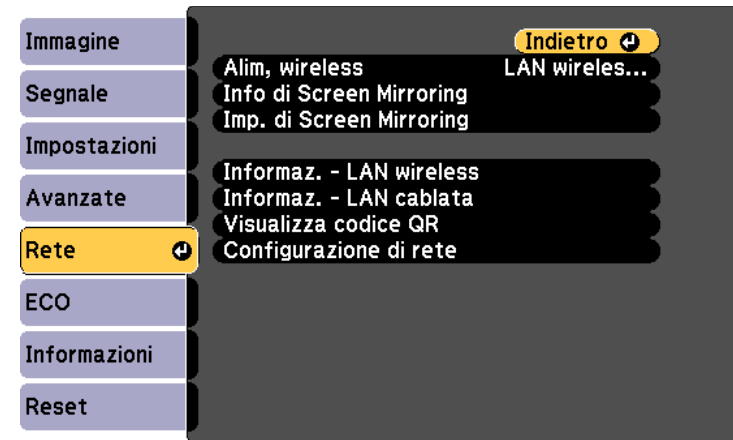 Immagine
Segnale
Impostazioni
Avanzate
Rete
ECO
Informazioni
Reset
Indietro
Alim, wireless LAN wireles...
Info di Screen Mirroring
Imp. di Screen Mirroring
Informaz. - LAN wireless
Informaz. - LAN cablata
Visualizza codice QR
Configurazione di rete